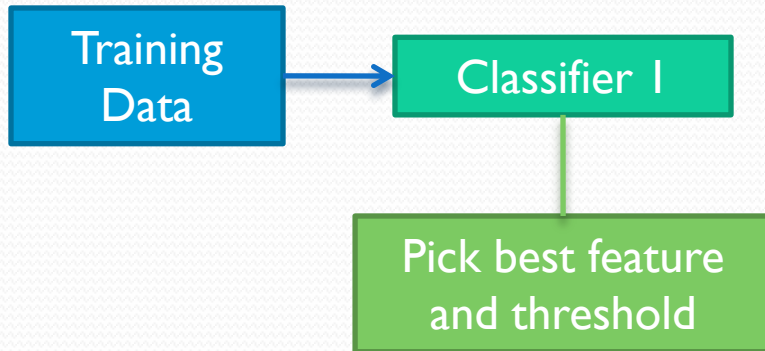 Training
Data
Classifier 1
Pick best feature
and threshold